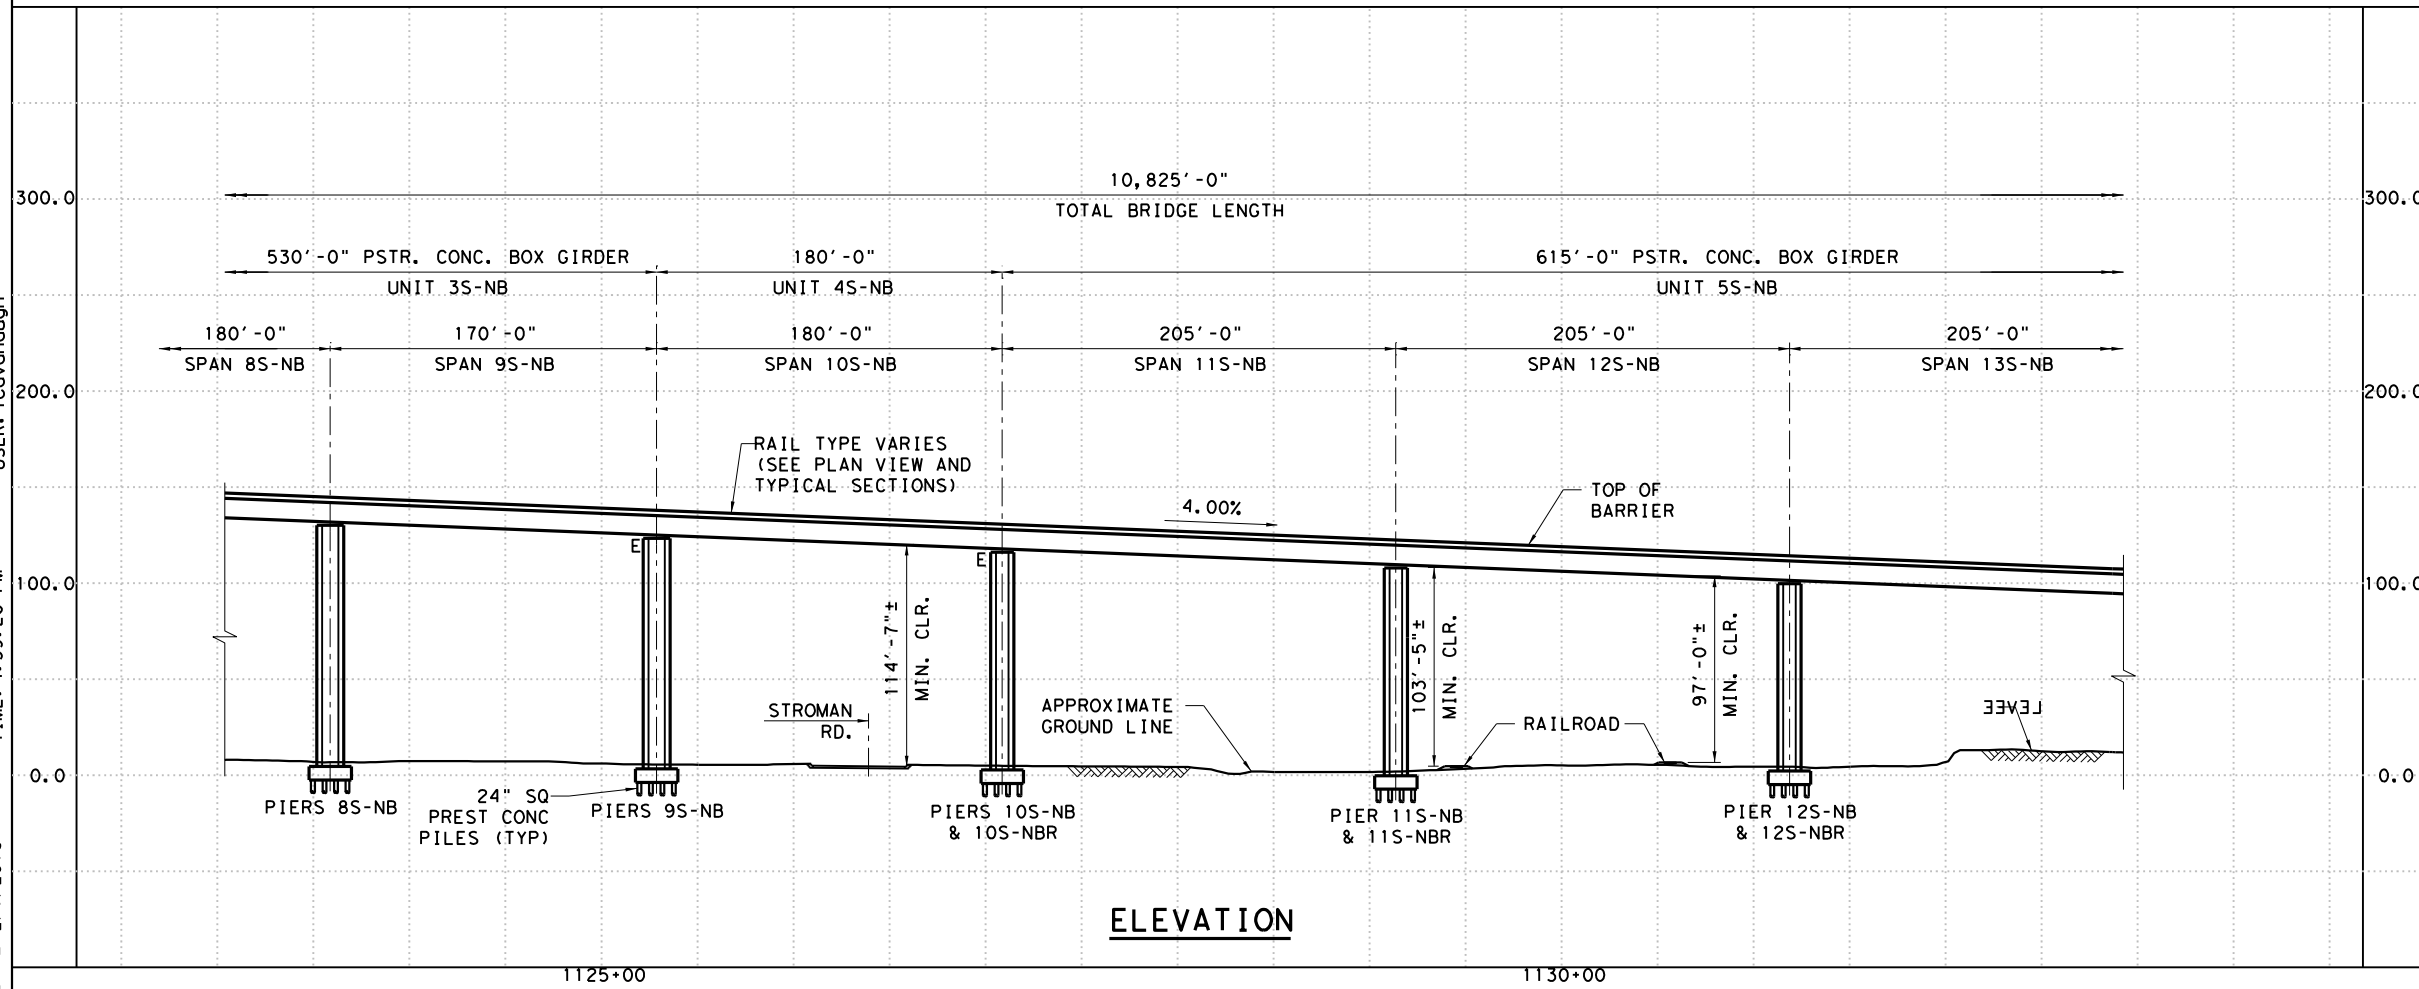 10,825'-0"
300.0
300.0
TOTAL BRIDGE LENGTH
530'-0" PSTR. CONC. BOX GIRDER
180'-0"
615'-0" PSTR. CONC. BOX GIRDER
UNIT 3S-NB
UNIT 4S-NB
UNIT 5S-NB
180'-0"
170'-0"
180'-0"
205'-0"
205'-0"
205'-0"
SPAN 8S-NB
SPAN 9S-NB
SPAN 10S-NB
SPAN 11S-NB
SPAN 12S-NB
SPAN 13S-NB
200.0
200.0
RAIL TYPE VARIES
(SEE PLAN VIEW AND
TYPICAL SECTIONS)
4.00%
TOP OF
BARRIER
E
E
100.0
100.0
114'-7"±
MIN. CLR.
103'-5"±
MIN. CLR.
97'-0"±
MIN. CLR.
STROMAN
RD.
APPROXIMATE
GROUND LINE
RAILROAD
LEVEE
0.0
0.0
24" SQ
PREST CONC
PILES (TYP)
PIERS 8S-NB
PIERS 9S-NB
PIERS 10S-NB
& 10S-NBR
PIER 11S-NB
& 11S-NBR
PIER 12S-NB
& 12S-NBR
ELEVATION
1125+00
1130+00